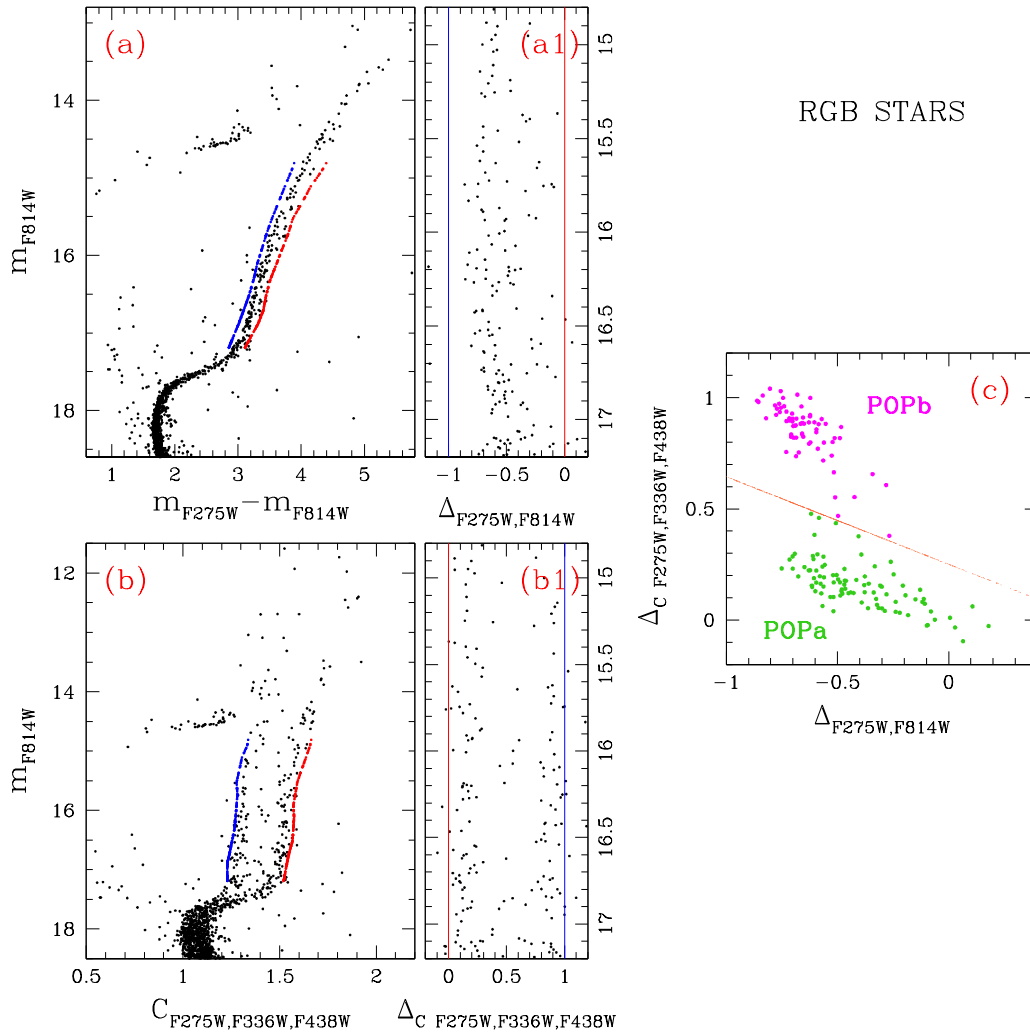 (a)
14
16
18
m_F814W
1 2 3 4 5
m_F275W − m_F814W
(a1)
15
15.5
16
16.5
17
−1 −0.5 0
Δ_F275W,F814W
RGB STARS
(b)
12
14
16
18
m_F814W
0.5 1 1.5 2
C_F275W,F336W,F438W
(b1)
15
15.5
16
16.5
17
0 0.5 1
Δ_C F275W,F336W,F438W
(c)
POPb
POPa
1
0.5
0
Δ_C F275W,F336W,F438W
−1 −0.5 0
Δ_F275W,F814W